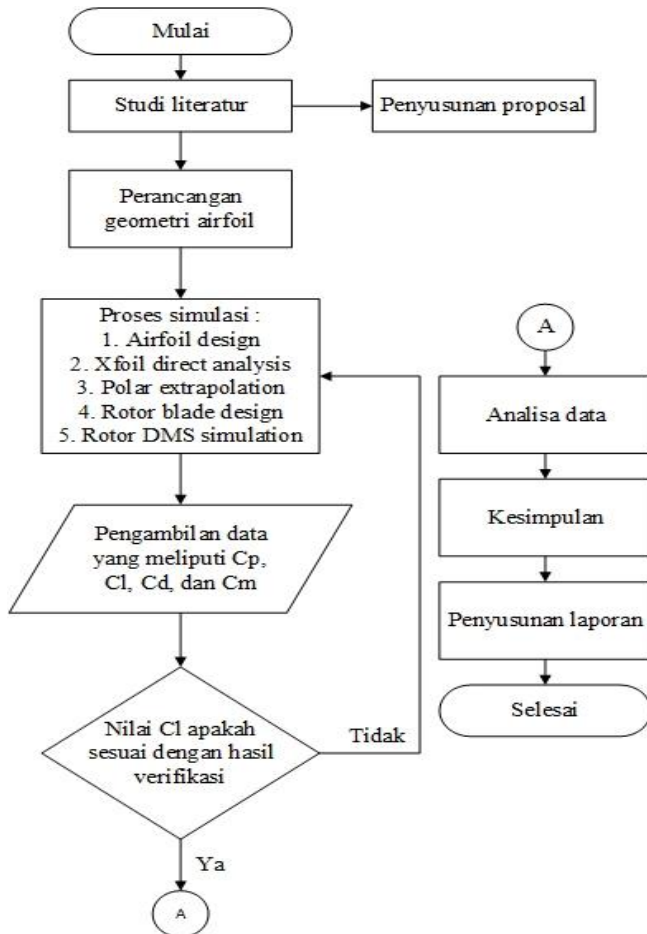 Mulai
Studi literatur
Penyusunan proposal
Perancangan
geometri airfoil
Proses simulasi :
1. Airfoil design
2. Xfoil direct analysis
3. Polar extrapolation
4. Rotor blade design
5. Rotor DMS simulation
Pengambilan data
yang meliputi Cp,
Cl, Cd, dan Cm
Nilai Cl apakah
sesuai dengan hasil
verifikasi
Tidak
Ya
A
A
Analisa data
Kesimpulan
Penyusunan laporan
Selesai